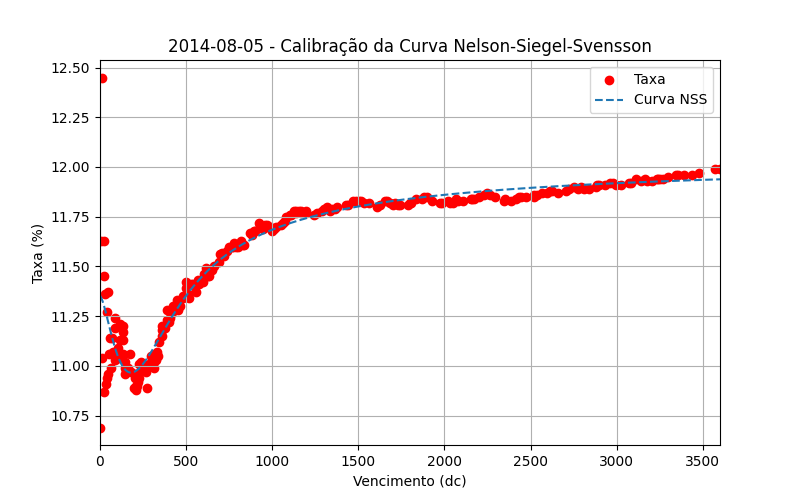 2014-08-05 - Calibração da Curva Nelson-Siegel-Svensson
Taxa
Curva NSS
Taxa (%)
12.50
12.25
12.00
11.75
11.50
11.25
11.00
10.75
0 500 1000 1500 2000 2500 3000 3500
Vencimento (dc)